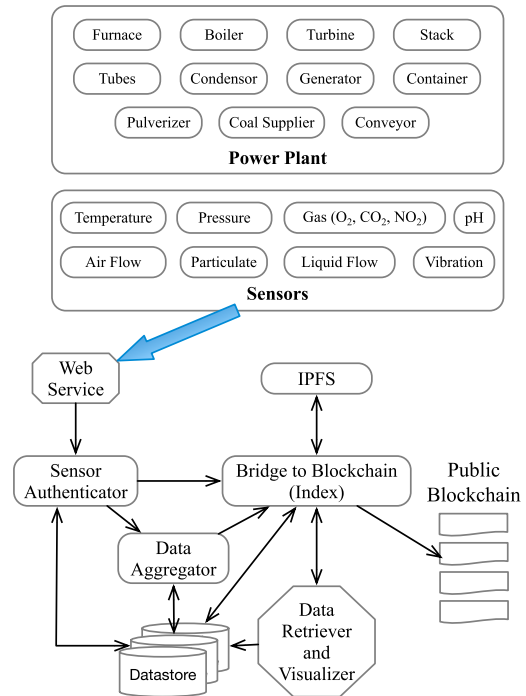 Furnace
Boiler
Turbine
Stack
Tubes
Condensor
Generator
Container
Pulverizer
Coal Supplier
Conveyor
Power Plant
Temperature
Pressure
Gas (O₂, CO₂, NO₂)
pH
Air Flow
Particulate
Liquid Flow
Vibration
Sensors
Web
Service
IPFS
Sensor
Authenticator
Bridge to Blockchain
(Index)
Public
Blockchain
Data
Aggregator
Data
Retriever
and
Visualizer
Datastore